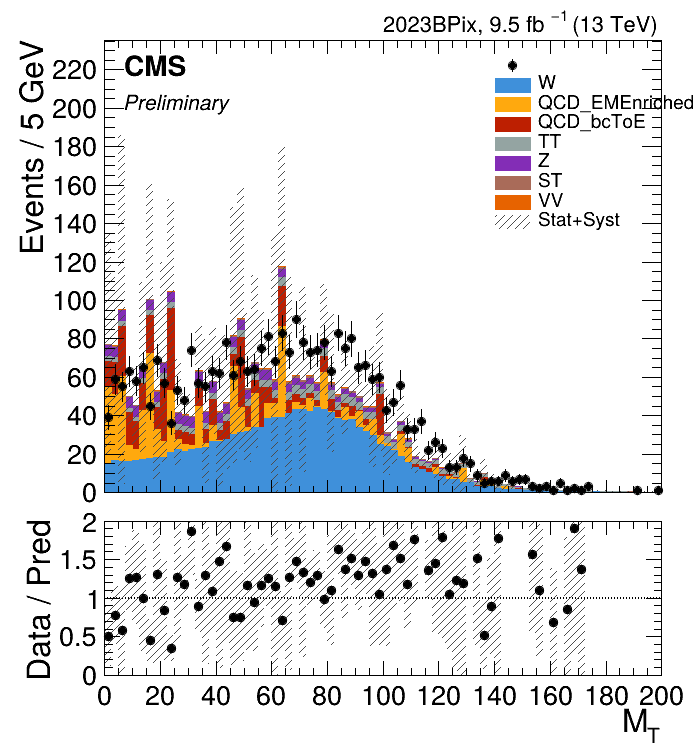 2023BPix, 9.5 fb⁻¹ (13 TeV)
CMS
Preliminary
W
QCD_EMEnriched
QCD_bcToE
TT
Z
ST
VV
Stat+Syst
Events / 5 GeV
220
200
180
160
140
120
100
80
60
40
20
0
Data / Pred
2
1.5
1
0.5
0
0 20 40 60 80 100 120 140 160 180 200
M_T